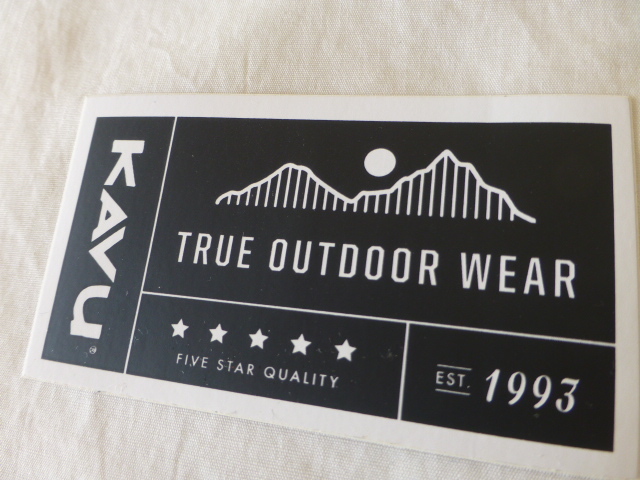 KAVU®
TRUE OUTDOOR WEAR
FIVE STAR QUALITY
EST. 1993